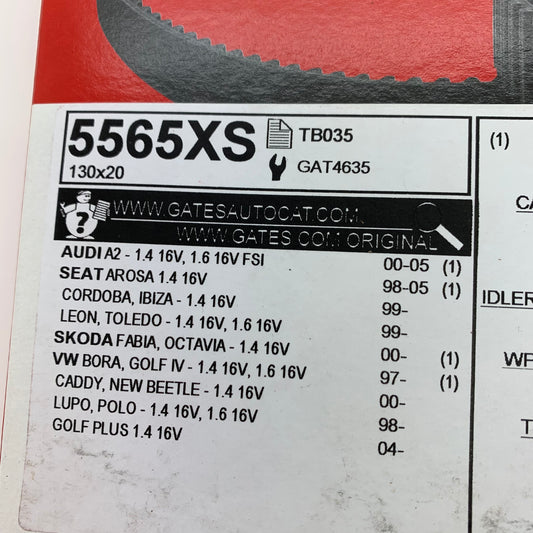 5565XS
TB035
130x20
GAT4635
WWW.GATESAUTOCAT.COM.
WWW.GATES COM ORIGINAL
AUDI A2 - 1.4 16V, 1.6 16V FSI 00-05 (1)
SEAT AROSA 1.4 16V 98-05 (1)
CORDOBA, IBIZA - 1.4 16V 99-
LEON, TOLEDO - 1.4 16V, 1.6 16V 99-
SKODA FABIA, OCTAVIA - 1.4 16V 00- (1)
VW BORA, GOLF IV - 1.4 16V, 1.6 16V 97- (1)
CADDY, NEW BEETLE - 1.4 16V 00-
LUPO, POLO - 1.4 16V, 1.6 16V 98-
GOLF PLUS 1.4 16V 04-
(1)
CA
IDLER
WP
T